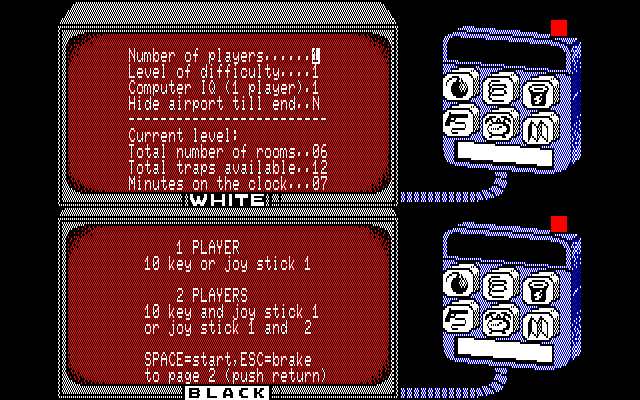 Number of players......1
Level of difficulty....1
Computer IQ (1 player).1
Hide airport till end..N
------------------------
Current level:
Total number of rooms..06
Total traps available..12
Minutes on the clock...07
WHITE
1 PLAYER
10 key or joy stick 1
2 PLAYERS
10 key and joy stick 1
or joy stick 1 and  2
SPACE=start,ESC=brake
to page 2 (push return)
BLACK